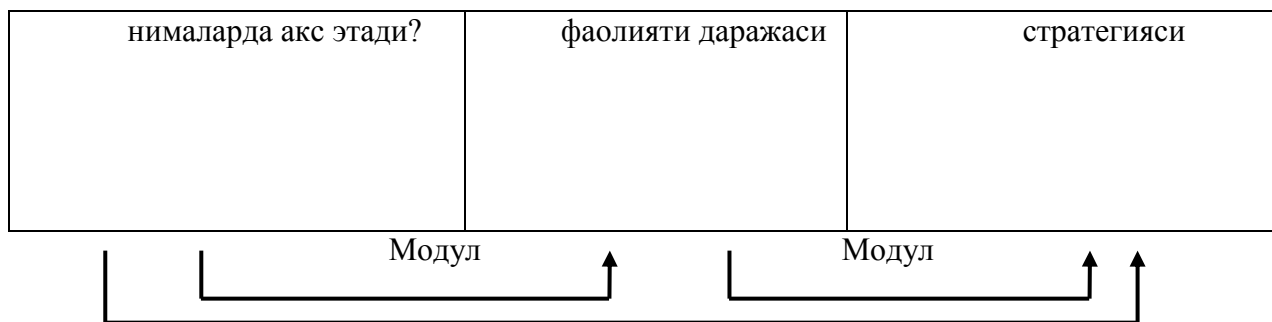 нималарда акс этади? фаолияти даражаси стратегияси
Модул Модул